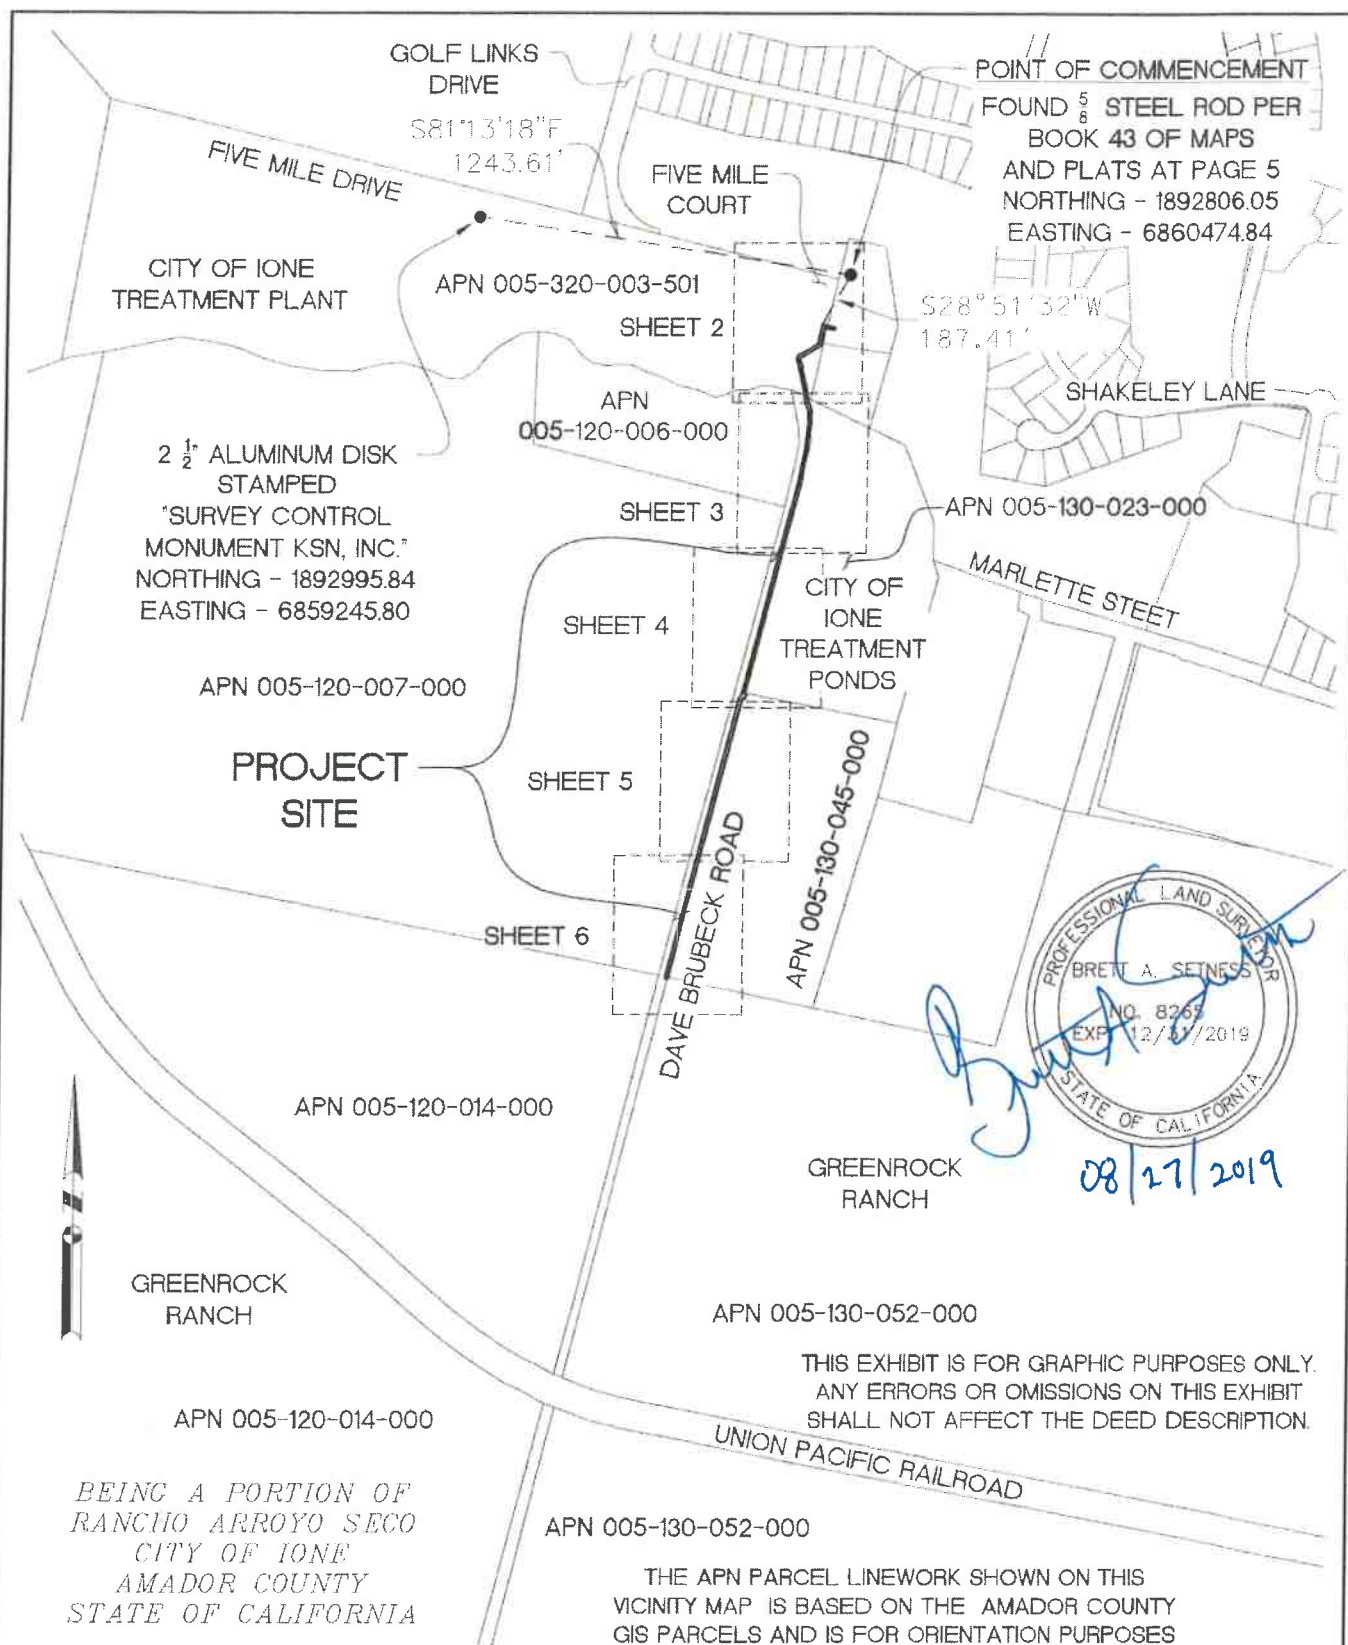 GOLF LINKS
DRIVE
S81°13'18"E
1243.61'
POINT OF COMMENCEMENT
FOUND 5/8 STEEL ROD PER
BOOK 43 OF MAPS
AND PLATS AT PAGE 5
NORTHING - 1892806.05
EASTING - 6860474.84
FIVE MILE DRIVE
FIVE MILE
COURT
CITY OF IONE
TREATMENT PLANT
APN 005-320-003-501
SHEET 2
S28°51'32"W
187.41'
SHAKELEY LANE
APN
005-120-006-000
2 1/2" ALUMINUM DISK
STAMPED
"SURVEY CONTROL
MONUMENT KSN, INC."
NORTHING - 1892995.84
EASTING - 6859245.80
SHEET 3
APN 005-130-023-000
MARLETTE STEET
CITY OF
IONE
TREATMENT
PONDS
SHEET 4
APN 005-120-007-000
PROJECT
SITE
SHEET 5
APN 005-130-045-000
SHEET 6
DAVE BRUBECK ROAD
PROFESSIONAL LAND SURVEYOR
BRETT A. SETNESS
NO. 8265
EXP. 12/31/2019
STATE OF CALIFORNIA
08/27/2019
APN 005-120-014-000
GREENROCK
RANCH
GREENROCK
RANCH
APN 005-130-052-000
THIS EXHIBIT IS FOR GRAPHIC PURPOSES ONLY.
ANY ERRORS OR OMISSIONS ON THIS EXHIBIT
SHALL NOT AFFECT THE DEED DESCRIPTION.
APN 005-120-014-000
UNION PACIFIC RAILROAD
BEING A PORTION OF
RANCHO ARROYO SECO
CITY OF IONE
AMADOR COUNTY
STATE OF CALIFORNIA
APN 005-130-052-000
THE APN PARCEL LINEWORK SHOWN ON THIS
VICINITY MAP IS BASED ON THE AMADOR COUNTY
GIS PARCELS AND IS FOR ORIENTATION PURPOSES